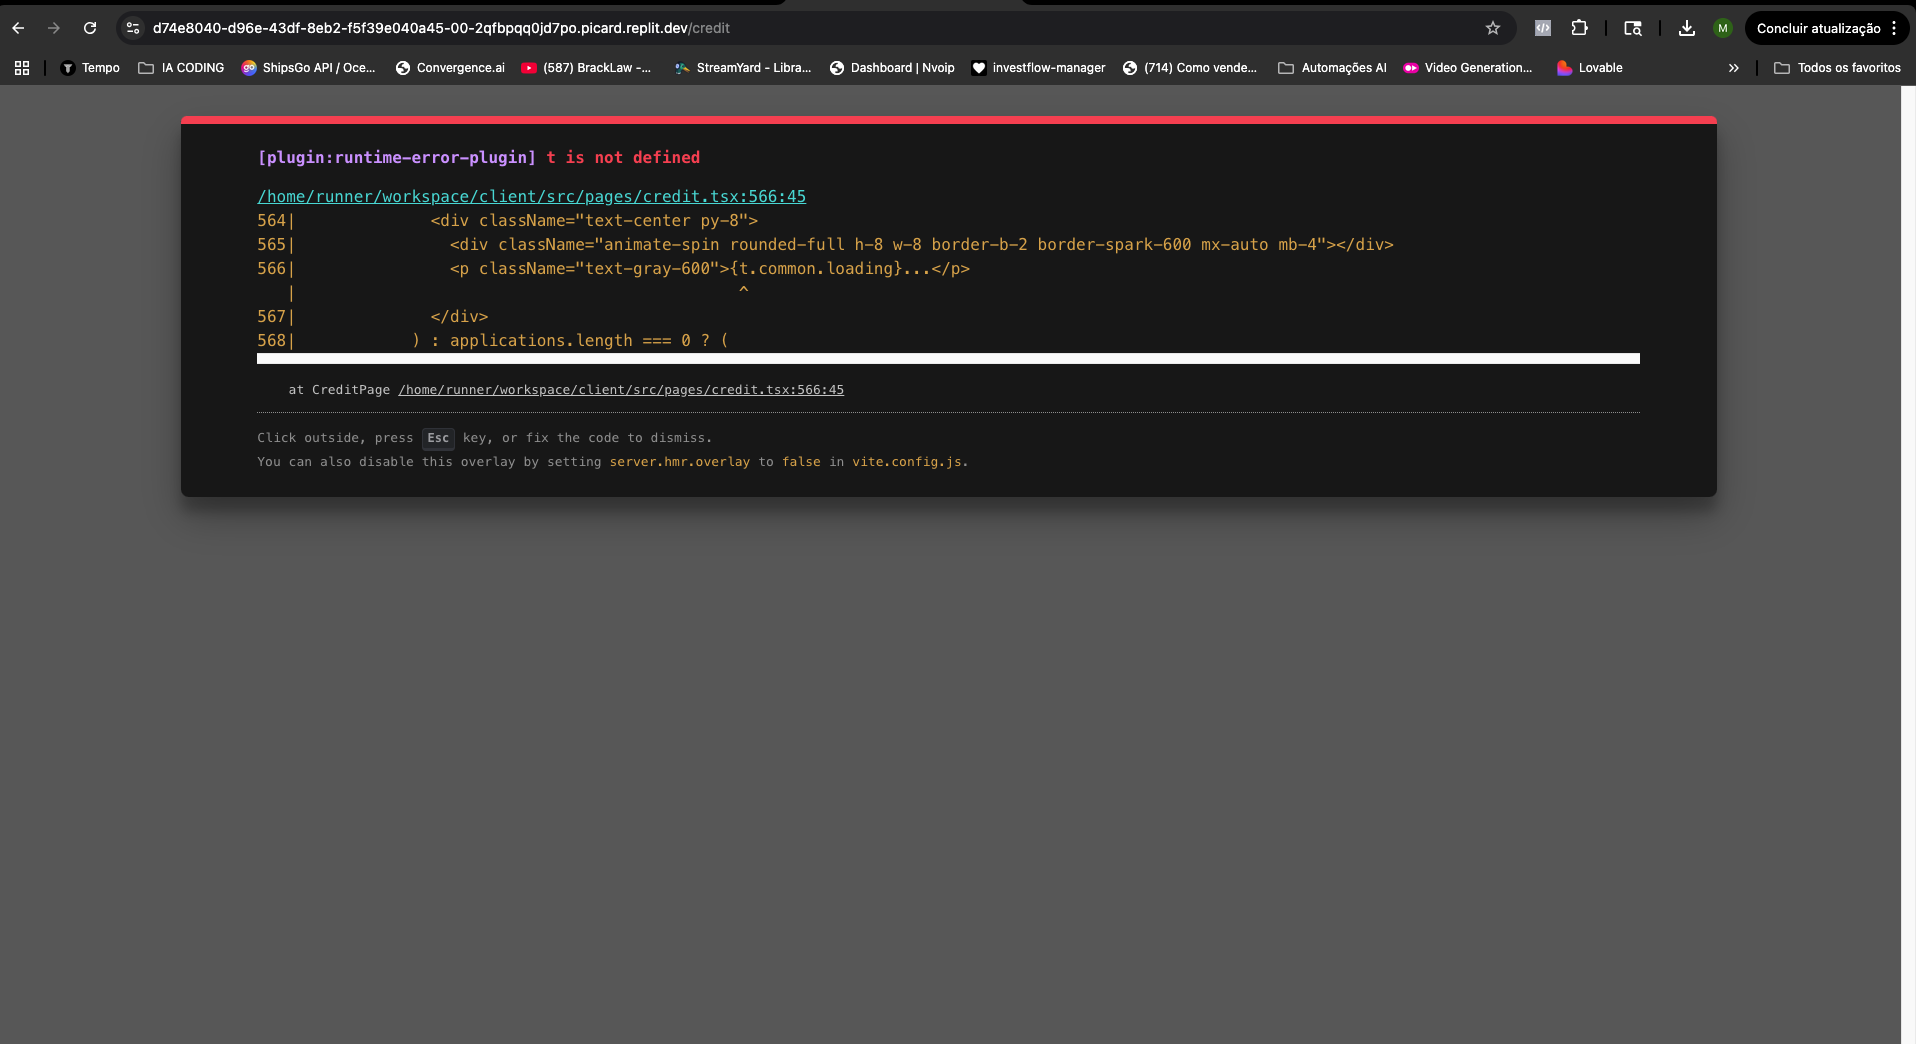 d74e8040-d96e-43df-8eb2-f5f39e040a45-00-2qfbpqq0jd7po.picard.replit.dev/credit
M
Concluir atualização
Tempo
IA CODING
go
ShipsGo API / Oce...
Convergence.ai
(587) BrackLaw -...
StreamYard - Libra...
Dashboard | Nvoip
investflow-manager
(714) Como vende...
Automações AI
Video Generation...
Lovable
»
Todos os favoritos
[plugin:runtime-error-plugin] t is not defined
/home/runner/workspace/client/src/pages/credit.tsx:566:45
564|              <div className="text-center py-8">
565|                <div className="animate-spin rounded-full h-8 w-8 border-b-2 border-spark-600 mx-auto mb-4"></div>
566|                <p className="text-gray-600">{t.common.loading}...</p>
   |                                              ^
567|              </div>
568|            ) : applications.length === 0 ? (
at CreditPage /home/runner/workspace/client/src/pages/credit.tsx:566:45
Click outside, press Esc key, or fix the code to dismiss.
You can also disable this overlay by setting server.hmr.overlay to false in vite.config.js.